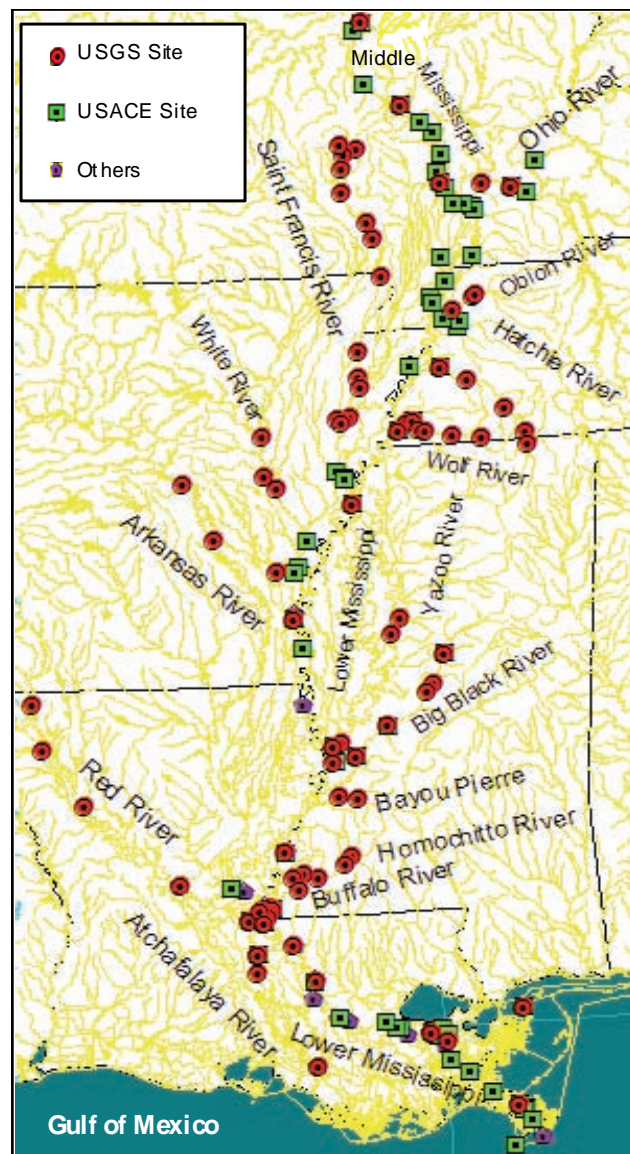 USGS Site
USACE Site
Others
Middle
Mississippi
Ohio River
Saint Francis River
Obion River
Hatchie River
White River
Wolf River
Arkansas River
Lower Mississippi
Yazoo River
Big Black River
Red River
Bayou Pierre
Homochitto River
Buffalo River
Atchafalaya River
Lower Mississippi
Gulf of Mexico